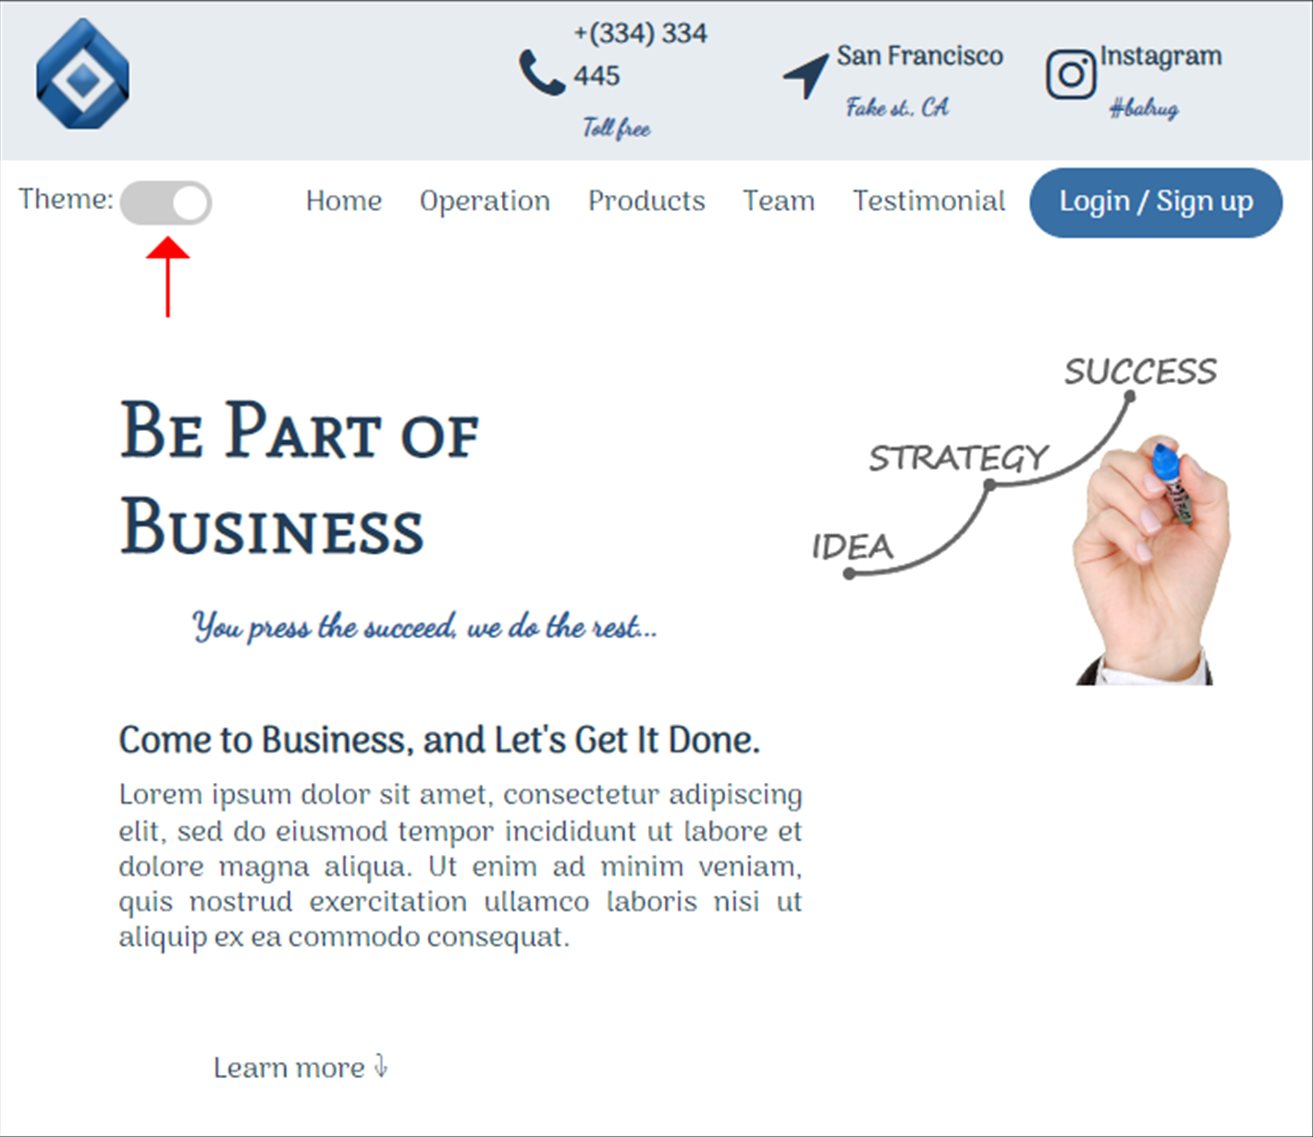 +(334) 334
445
Toll free
San Francisco
Fake st., CA
Instagram
#balrug
Theme:
Home
Operation
Products
Team
Testimonial
Login / Sign up
SUCCESS
STRATEGY
IDEA
Be Part of
Business
You press the succeed, we do the rest...
Come to Business, and Let's Get It Done.
Lorem ipsum dolor sit amet, consectetur adipiscing
elit, sed do eiusmod tempor incididunt ut labore et
dolore magna aliqua. Ut enim ad minim veniam,
quis nostrud exercitation ullamco laboris nisi ut
aliquip ex ea commodo consequat.
Learn more ⤵